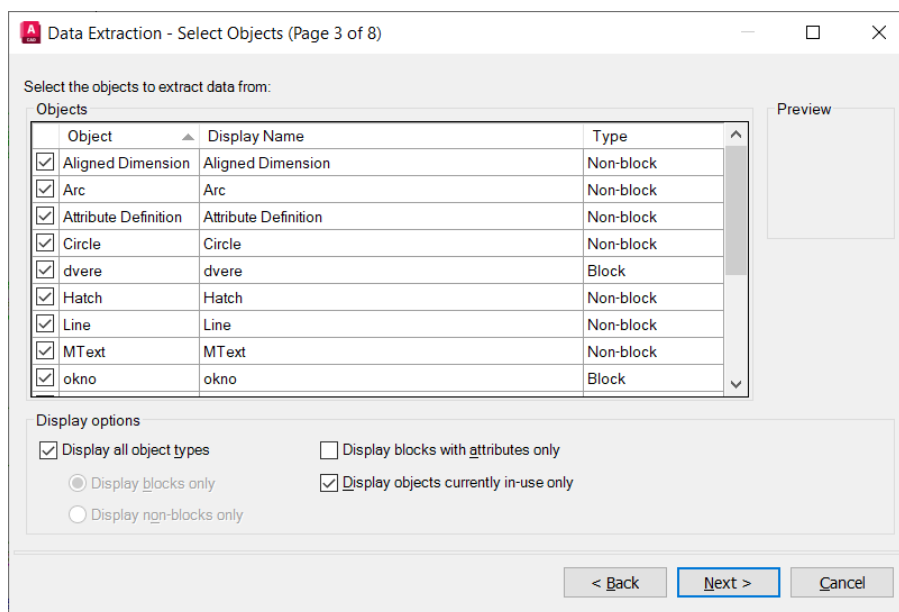 A
CAD
Data Extraction - Select Objects (Page 3 of 8)
Select the objects to extract data from:
Objects
Preview
Object Display Name Type
Aligned Dimension Aligned Dimension Non-block
Arc Arc Non-block
Attribute Definition Attribute Definition Non-block
Circle Circle Non-block
dvere dvere Block
Hatch Hatch Non-block
Line Line Non-block
MText MText Non-block
okno okno Block
Display options
Display all object types Display blocks with attributes only
Display blocks only Display objects currently in-use only
Display non-blocks only
< Back Next > Cancel